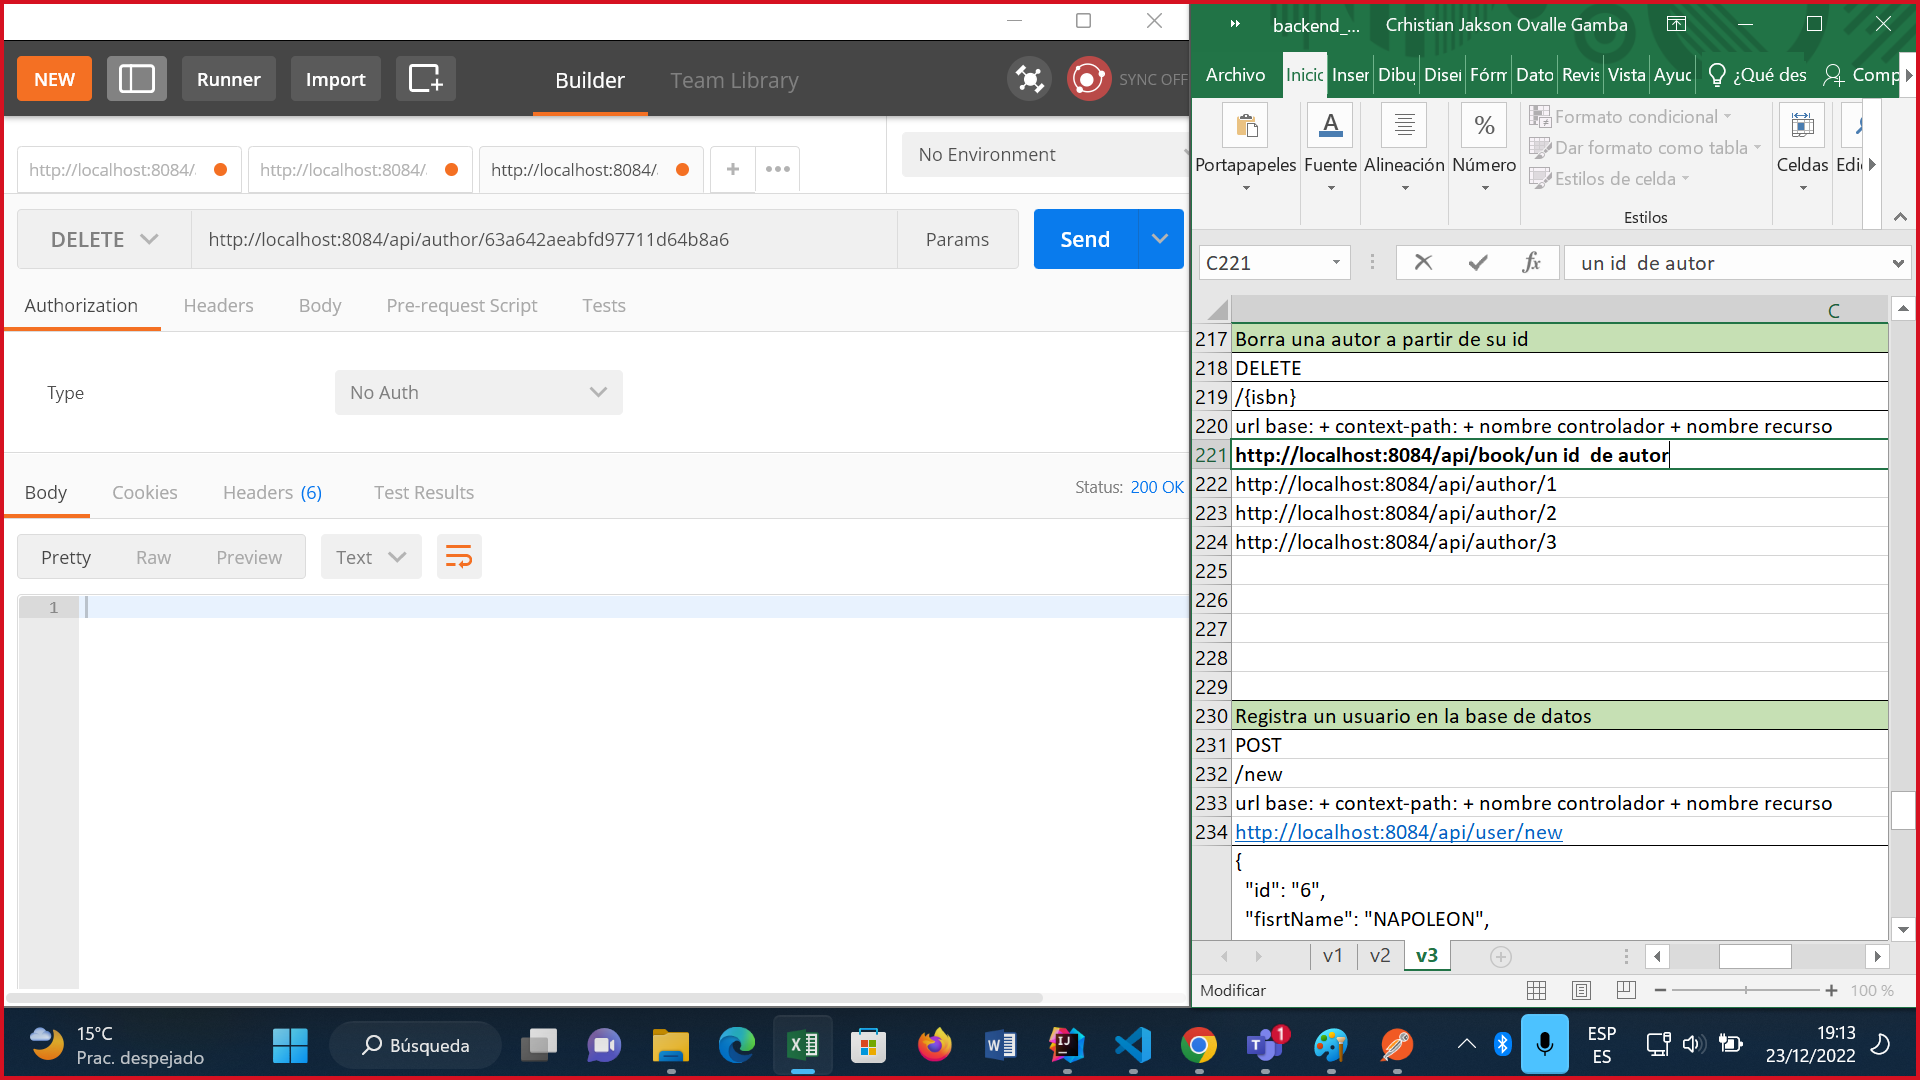 NEW
Runner
Import
Builder
Team Library
SYNC OFF
http://localhost:8084/
http://localhost:8084/
http://localhost:8084/
No Environment
DELETE
http://localhost:8084/api/author/63a642aeabfd97711d64b8a6
Params
Send
Authorization
Headers
Body
Pre-request Script
Tests
Type
No Auth
Body
Cookies
Headers (6)
Test Results
Status: 200 OK
Pretty
Raw
Preview
Text
1
backend_...
Crhistian Jakson Ovalle Gamba
Archivo
Inicio
Inser
Dibu
Dise
Fórm
Dato
Revis
Vista
Ayuc
¿Qué des
Comp
Portapapeles
Fuente
Alineación
Número
Formato condicional
Dar formato como tabla
Estilos de celda
Estilos
Celdas
Edic
C221
fx
un id  de autor
C
217 Borra una autor a partir de su id
218 DELETE
219 /{isbn}
220 url base: + context-path: + nombre controlador + nombre recurso
221 http://localhost:8084/api/book/un id  de autor
222 http://localhost:8084/api/author/1
223 http://localhost:8084/api/author/2
224 http://localhost:8084/api/author/3
225
226
227
228
229
230 Registra un usuario en la base de datos
231 POST
232 /new
233 url base: + context-path: + nombre controlador + nombre recurso
234 http://localhost:8084/api/user/new
{
"id": "6",
"fisrtName": "NAPOLEON",
v1
v2
v3
Modificar
100 %
15°C
Prac. despejado
Búsqueda
1
ESP
ES
19:13
23/12/2022